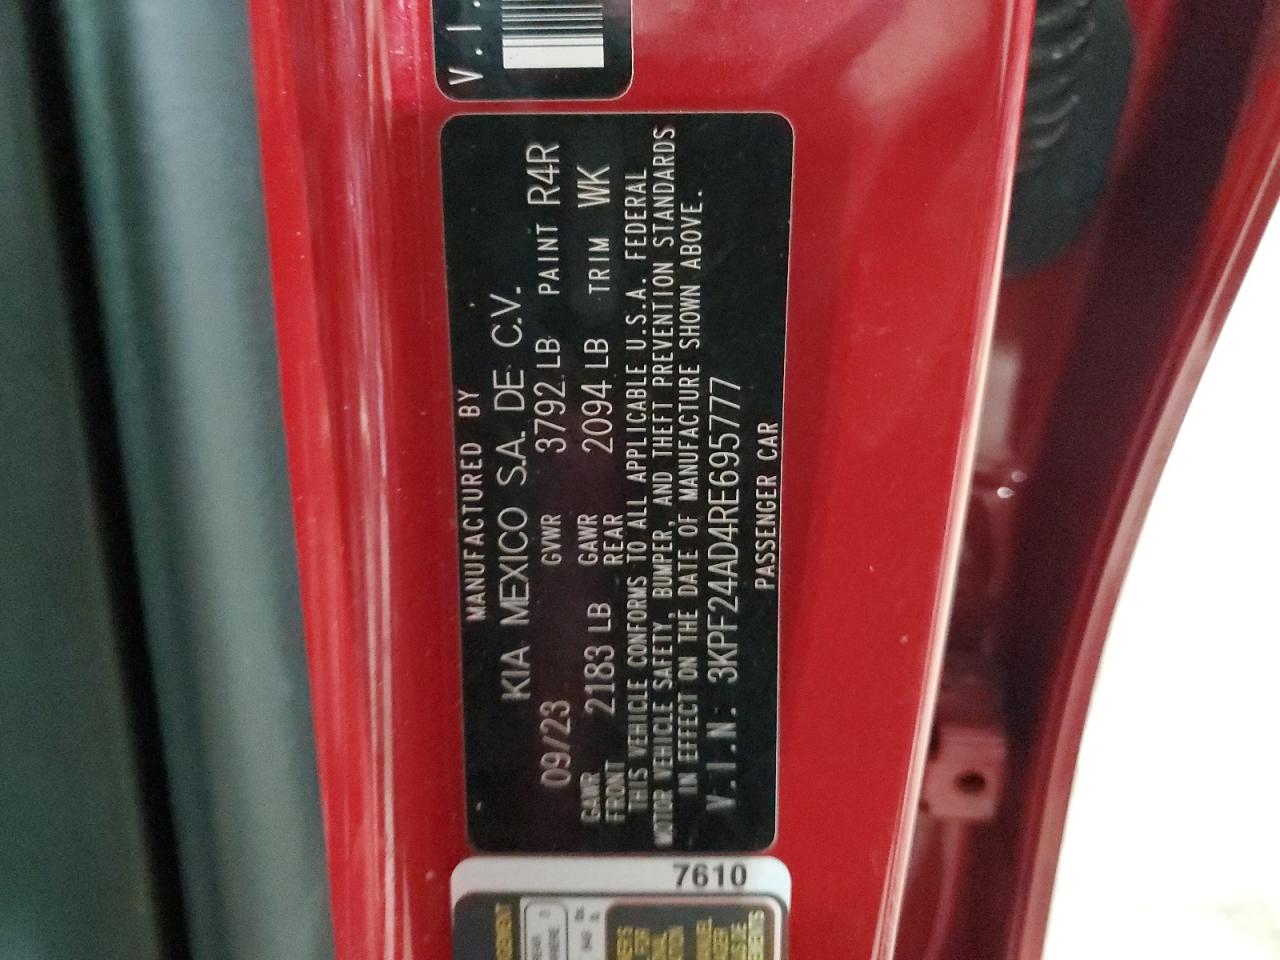 V.I.
MANUFACTURED BY
KIA MEXICO S.A. DE C.V.
09/23 GVWR 3792 LB PAINT R4R
GAWR FRONT 2183 LB GAWR REAR 2094 LB TRIM WK
THIS VEHICLE CONFORMS TO ALL APPLICABLE U.S.A. FEDERAL
MOTOR VEHICLE SAFETY, BUMPER, AND THEFT PREVENTION STANDARDS
IN EFFECT ON THE DATE OF MANUFACTURE SHOWN ABOVE.
V.I.N: 3KPF24AD4RE695777
PASSENGER CAR
7610